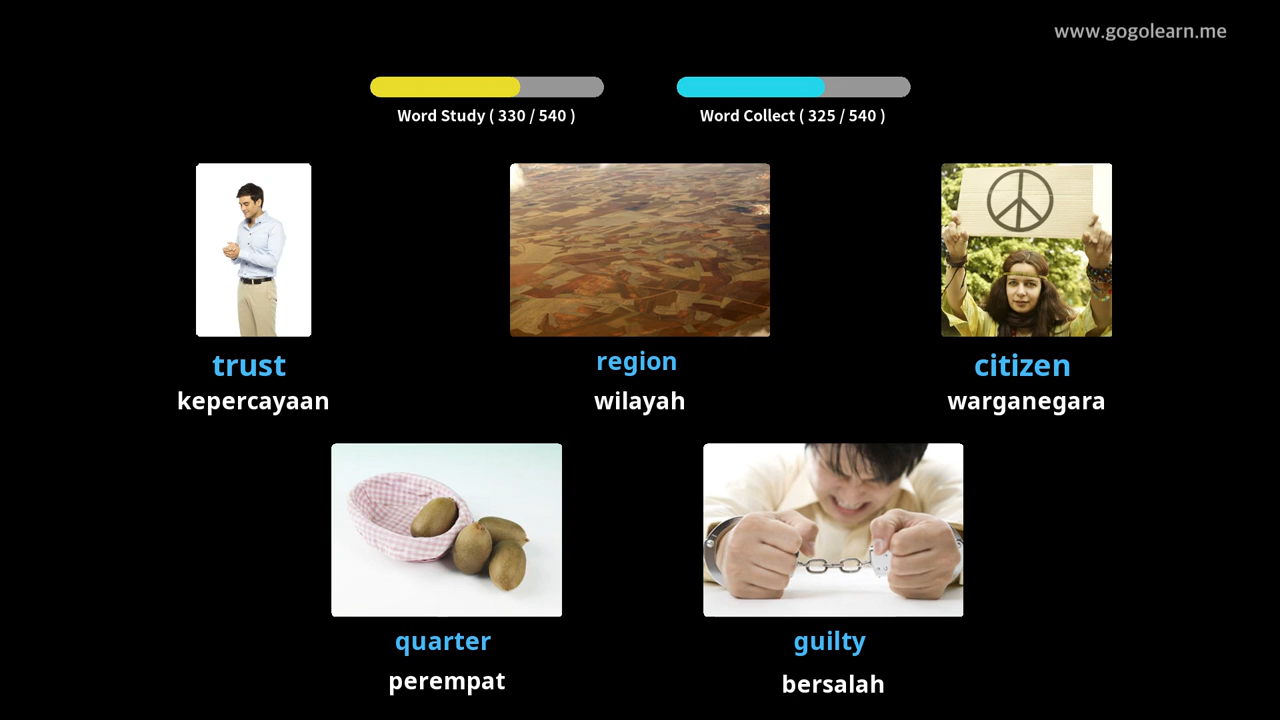 www.gogolearn.me
Word Study ( 330 / 540 )
Word Collect ( 325 / 540 )
trust
kepercayaan
region
wilayah
citizen
warganegara
quarter
perempat
guilty
bersalah